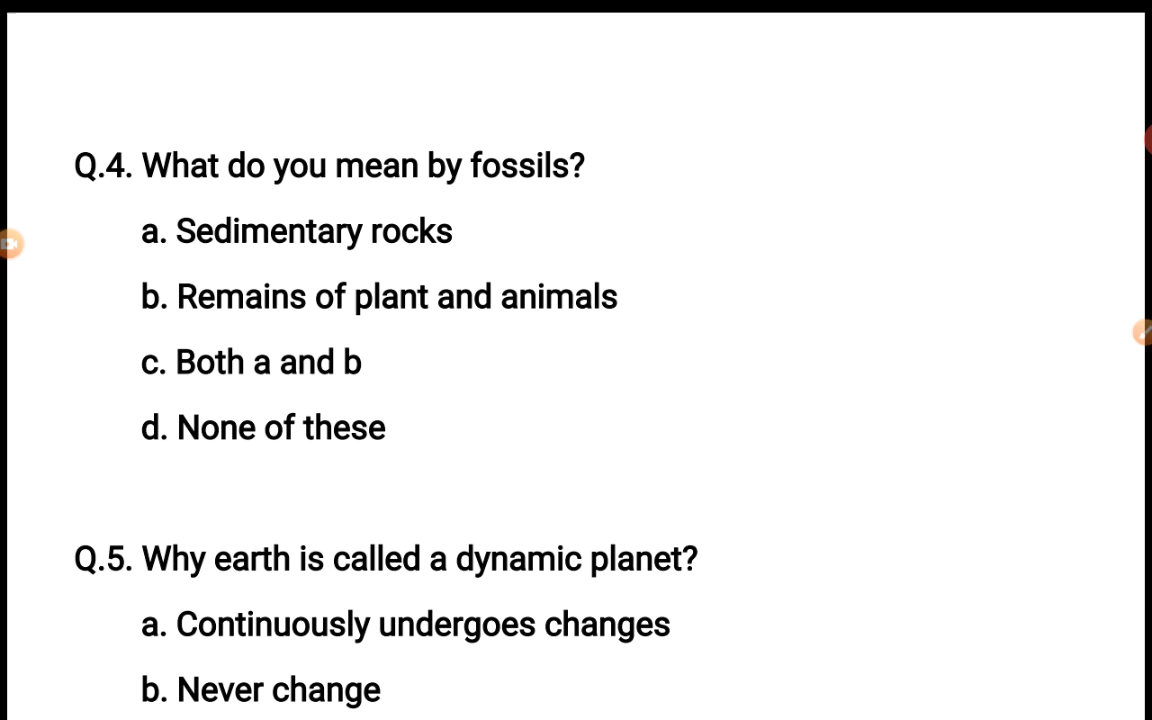 Q.4. What do you mean by fossils?
a. Sedimentary rocks
b. Remains of plant and animals
c. Both a and b
d. None of these
Q.5. Why earth is called a dynamic planet?
a. Continuously undergoes changes
b. Never change